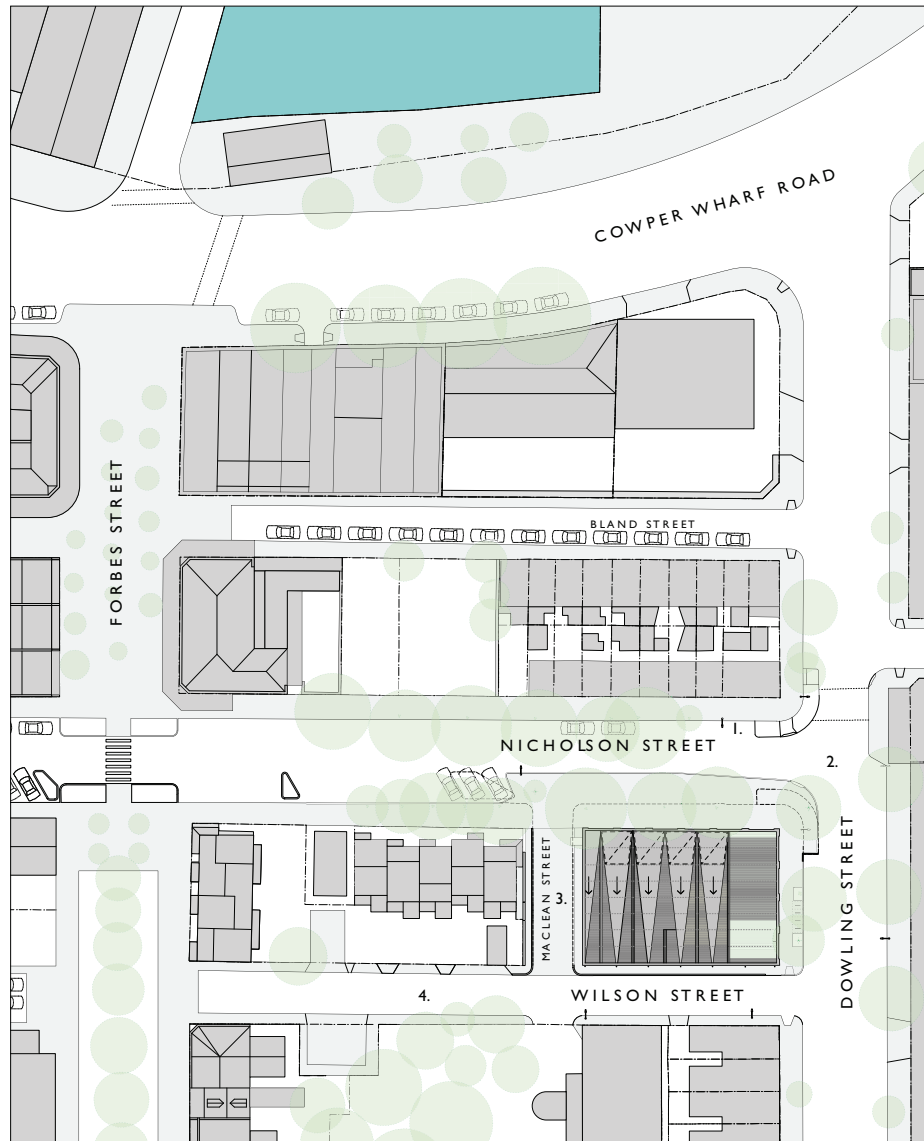 COWPER WHARF ROAD
FORBES STREET
BLAND STREET
1.
NICHOLSON STREET
2.
MACLEAN STREET
3.
DOWLING STREET
4.
WILSON STREET